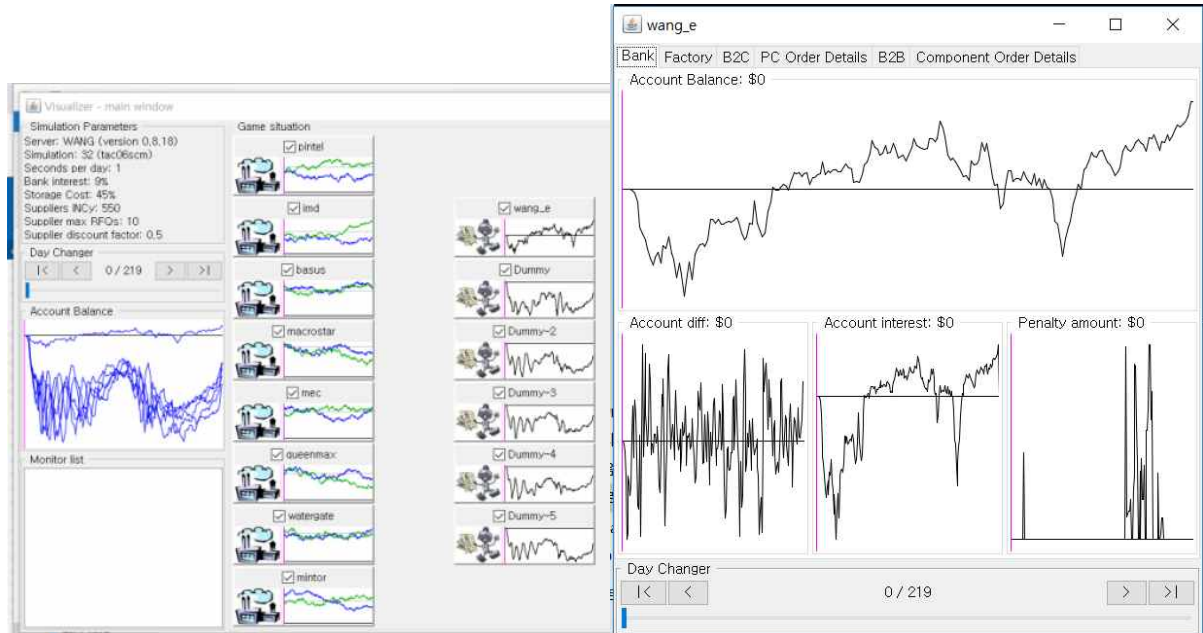 Visualizer - main window
Simulation Parameters
Server: WANG (version 0,8,18)
Simulation: 32 (tac06scm)
Seconds per day: 1
Bank interest: 9%
Storage Cost: 45%
Suppliers INCy: 550
Supplier max RFQs: 10
Supplier discount factor: 0,5
Day Changer
|< < 0 / 219 > >|
Account Balance
Monitor list
Game situation
pintel
imd
basus
macrostar
mec
queenmax
watergate
mintor
wang_e
Dummy
Dummy-2
Dummy-3
Dummy-4
Dummy-5
wang_e
Bank Factory B2C PC Order Details B2B Component Order Details
Account Balance: $0
Account diff: $0 Account interest: $0 Penalty amount: $0
Day Changer
|< < 0 / 219 > >|